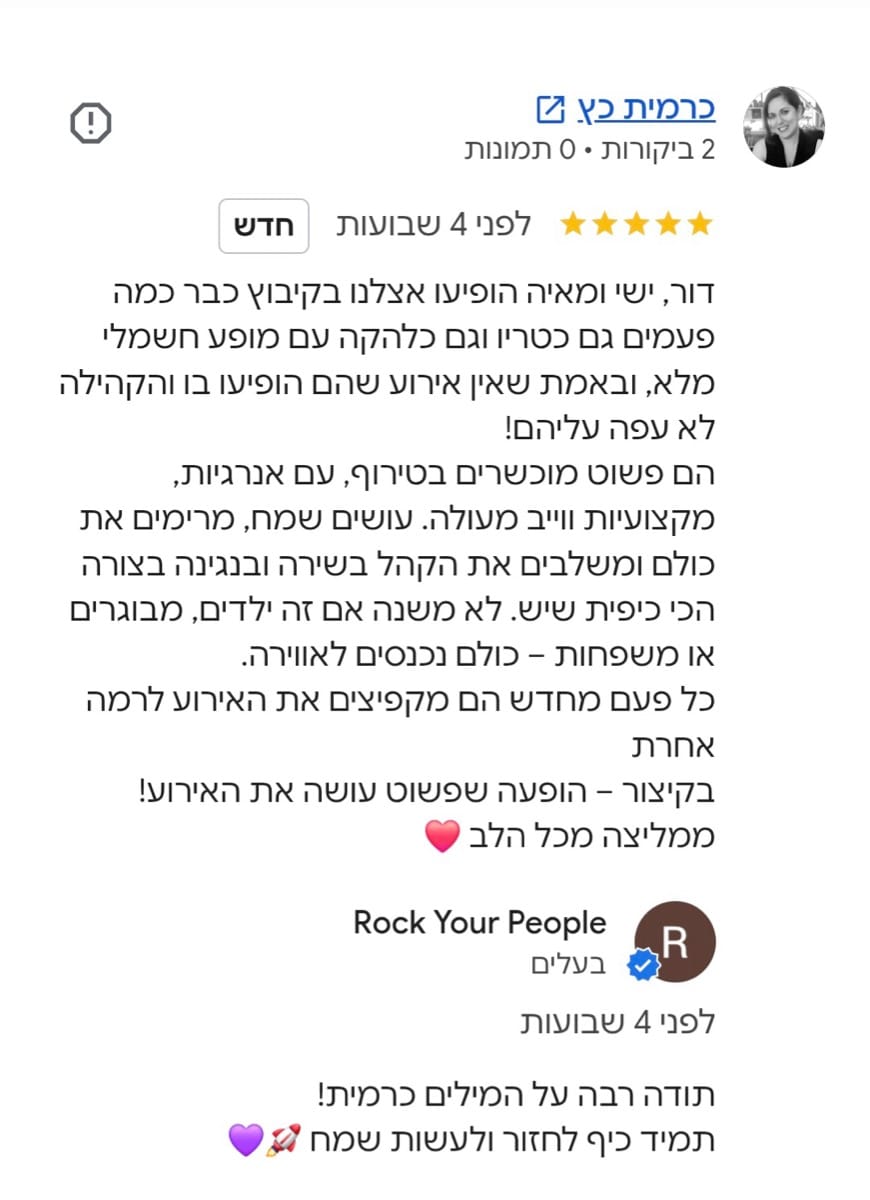 כרמית כץ
2 ביקורות • 0 תמונות
לפני 4 שבועות
חדש
דור, ישי ומאיה הופיעו אצלנו בקיבוץ כבר כמה
פעמים גם כטריו וגם כלהקה עם מופע חשמלי
מלא, ובאמת שאין אירוע שהם הופיעו בו והקהילה
לא עפה עליהם!
הם פשוט מוכשרים בטירוף, עם אנרגיות,
מקצועיות ווייב מעולה. עושים שמח, מרימים את
כולם ומשלבים את הקהל בשירה ובנגינה בצורה
הכי כיפית שיש. לא משנה אם זה ילדים, מבוגרים
או משפחות – כולם נכנסים לאווירה.
כל פעם מחדש הם מקפיצים את האירוע לרמה
אחרת
בקיצור – הופעה שפשוט עושה את האירוע!
ממליצה מכל הלב ❤️
R
Rock Your People
בעלים
לפני 4 שבועות
תודה רבה על המילים כרמית!
תמיד כיף לחזור ולעשות שמח 🚀💜